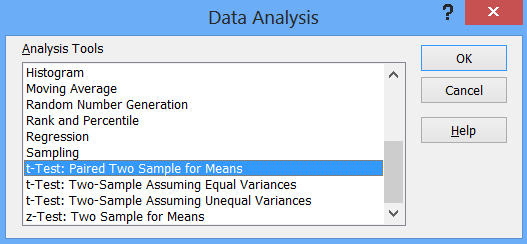 Data Analysis
?
Analysis Tools
Histogram
Moving Average
Random Number Generation
Rank and Percentile
Regression
Sampling
t-Test: Paired Two Sample for Means
t-Test: Two-Sample Assuming Equal Variances
t-Test: Two-Sample Assuming Unequal Variances
z-Test: Two Sample for Means
OK
Cancel
Help